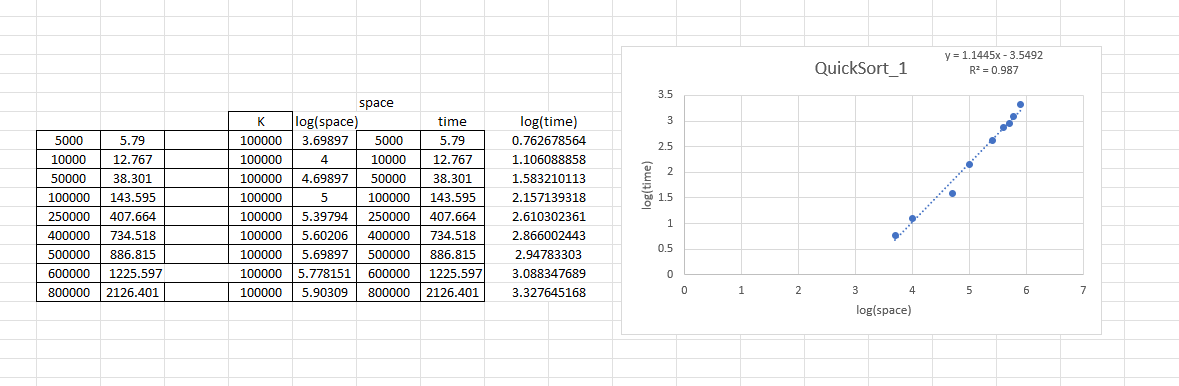 space
K log(space) time log(time)
5000 5.79 100000 3.69897 5000 5.79 0.762678564
10000 12.767 100000 4 10000 12.767 1.106088858
50000 38.301 100000 4.69897 50000 38.301 1.583210113
100000 143.595 100000 5 100000 143.595 2.157139318
250000 407.664 100000 5.39794 250000 407.664 2.610302361
400000 734.518 100000 5.60206 400000 734.518 2.866002443
500000 886.815 100000 5.69897 500000 886.815 2.94783303
600000 1225.597 100000 5.778151 600000 1225.597 3.088347689
800000 2126.401 100000 5.90309 800000 2126.401 3.327645168
QuickSort_1
y = 1.1445x - 3.5492
R² = 0.987
3.5
3
2.5
2
1.5
1
0.5
0
log(time)
0 1 2 3 4 5 6 7
log(space)